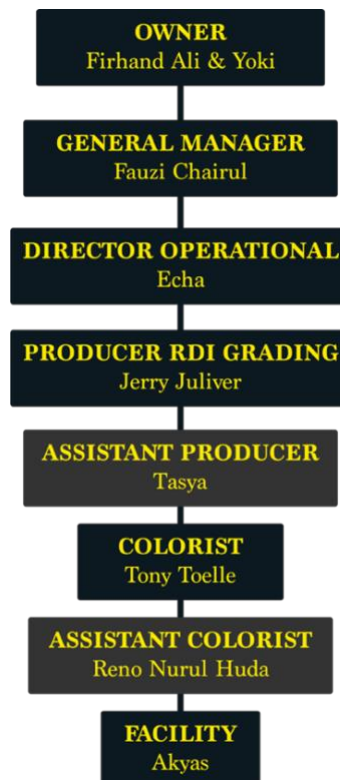 OWNER
Firhand Ali & Yoki
GENERAL MANAGER
Fauzi Chairul
DIRECTOR OPERATIONAL
Echa
PRODUCER RDI GRADING
Jerry Juliver
ASSISTANT PRODUCER
Tasya
COLORIST
Tony Toelle
ASSISTANT COLORIST
Reno Nurul Huda
FACILITY
Akyas